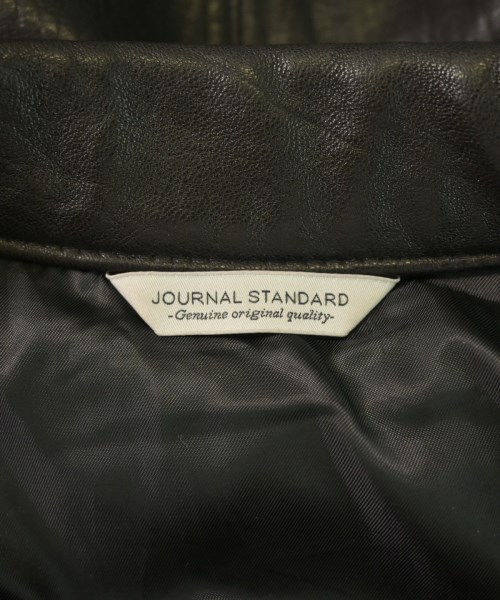 JOURNAL STANDARD
-Genuine original quality-